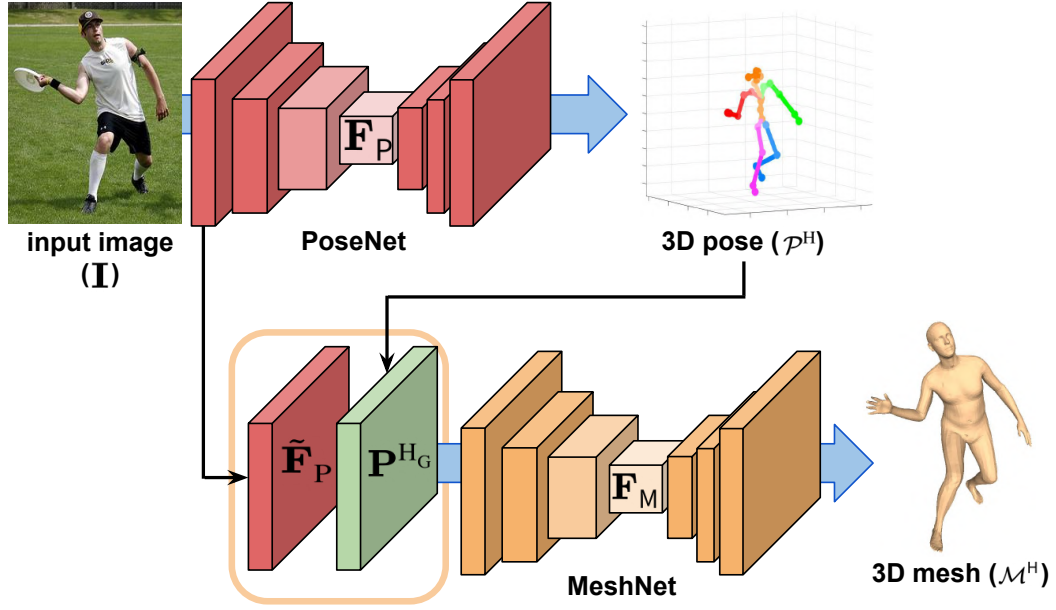 F_P
input image
(I)
PoseNet
3D pose (𝒫^H)
F̃_P
P^{H_G}
F_M
MeshNet
3D mesh (ℳ^H)